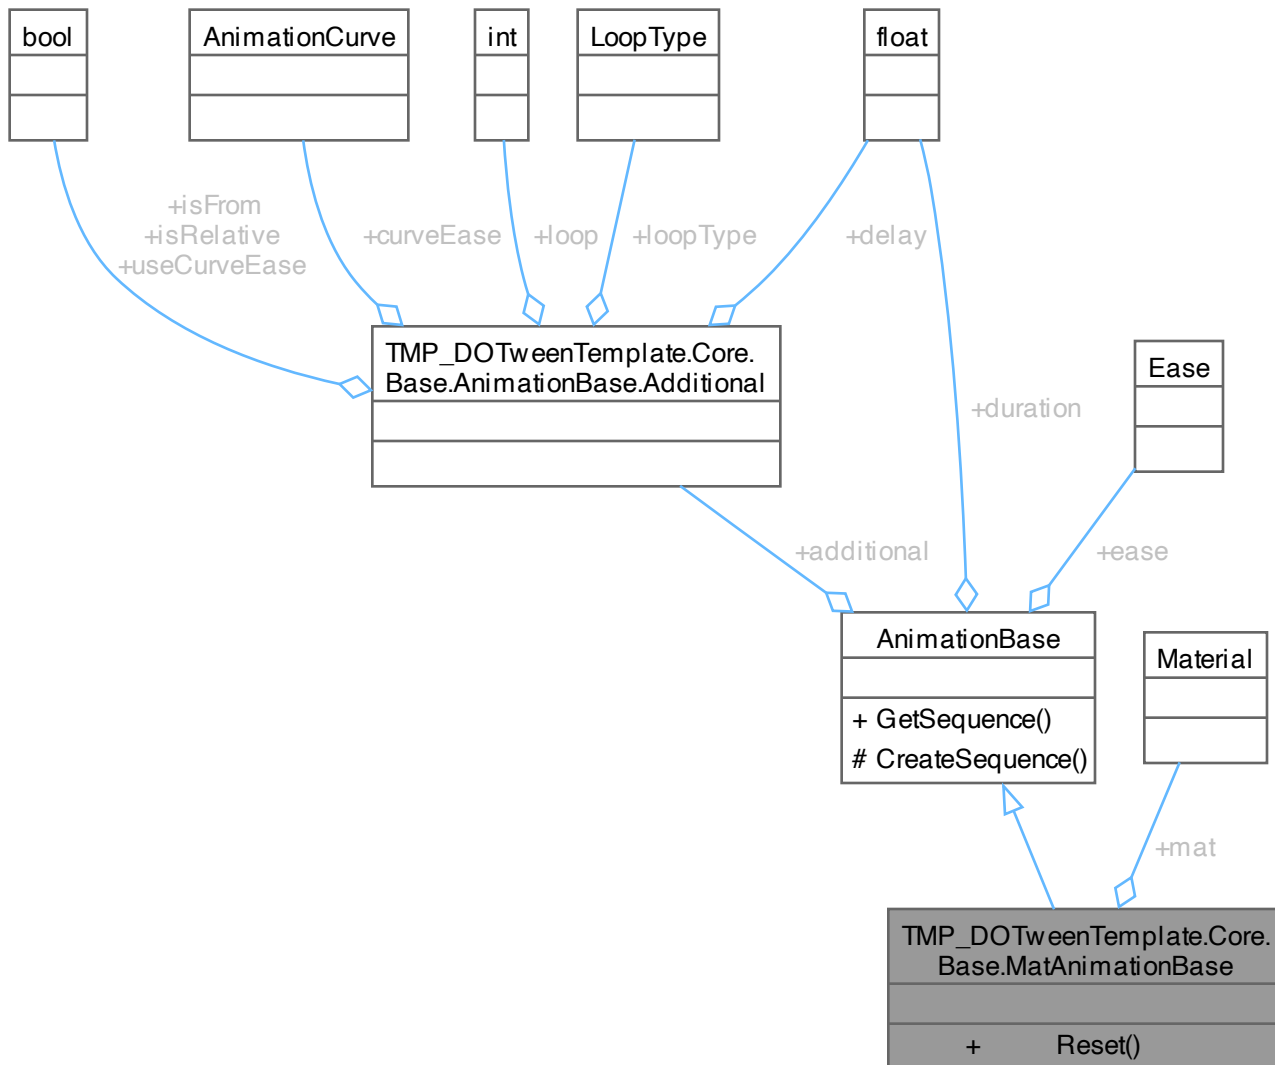 bool
AnimationCurve
int
LoopType
float
+isFrom
+isRelative
+useCurveEase
+curveEase
+loop
+loopType
+delay
TMP_DOTweenTemplate.Core.
Base.AnimationBase.Additional
Ease
+duration
+additional
+ease
AnimationBase
+ GetSequence()
# CreateSequence()
Material
+mat
TMP_DOTweenTemplate.Core.
Base.MatAnimationBase
+ Reset()